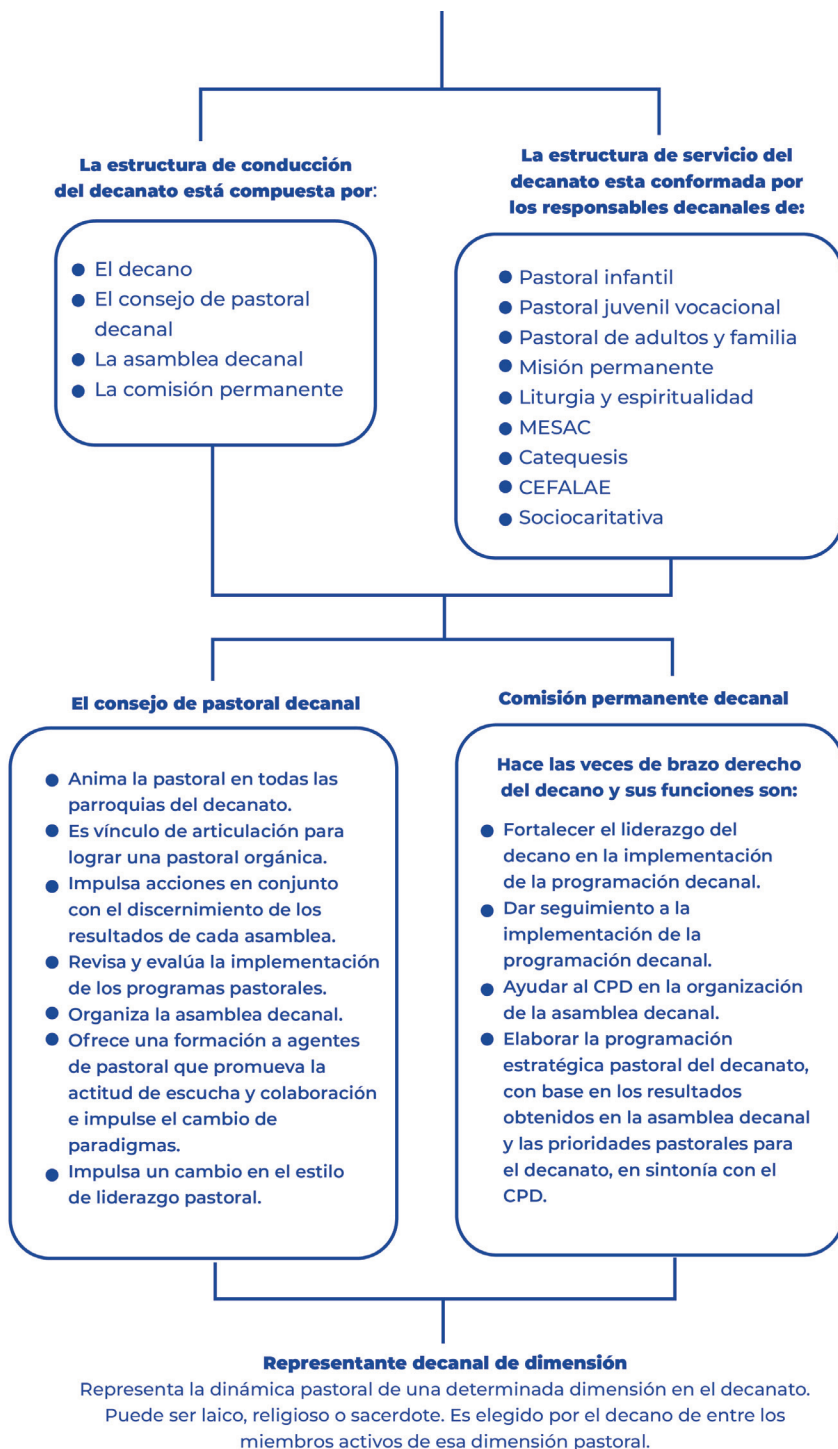 La estructura de conducción
del decanato está compuesta por:
● El decano
● El consejo de pastoral
decanal
● La asamblea decanal
● La comisión permanente
La estructura de servicio del
decanato esta conformada por
los responsables decanales de:
● Pastoral infantil
● Pastoral juvenil vocacional
● Pastoral de adultos y familia
● Misión permanente
● Liturgia y espiritualidad
● MESAC
● Catequesis
● CEFALAE
● Sociocaritativa
El consejo de pastoral decanal
● Anima la pastoral en todas las
parroquias del decanato.
● Es vínculo de articulación para
lograr una pastoral orgánica.
● Impulsa acciones en conjunto
con el discernimiento de los
resultados de cada asamblea.
● Revisa y evalúa la implementación
de los programas pastorales.
● Organiza la asamblea decanal.
● Ofrece una formación a agentes
de pastoral que promueva la
actitud de escucha y colaboración
e impulse el cambio de
paradigmas.
● Impulsa un cambio en el estilo
de liderazgo pastoral.
Comisión permanente decanal
Hace las veces de brazo derecho
del decano y sus funciones son:
● Fortalecer el liderazgo del
decano en la implementación
de la programación decanal.
● Dar seguimiento a la
implementación de la
programación decanal.
● Ayudar al CPD en la organización
de la asamblea decanal.
● Elaborar la programación
estratégica pastoral del decanato,
con base en los resultados
obtenidos en la asamblea decanal
y las prioridades pastorales para
el decanato, en sintonía con el
CPD.
Representante decanal de dimensión
Representa la dinámica pastoral de una determinada dimensión en el decanato.
Puede ser laico, religioso o sacerdote. Es elegido por el decano de entre los
miembros activos de esa dimensión pastoral.